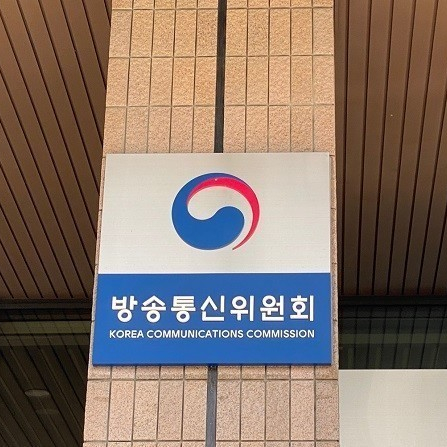 방송통신위원회
KOREA COMMUNICATIONS COMMISSION